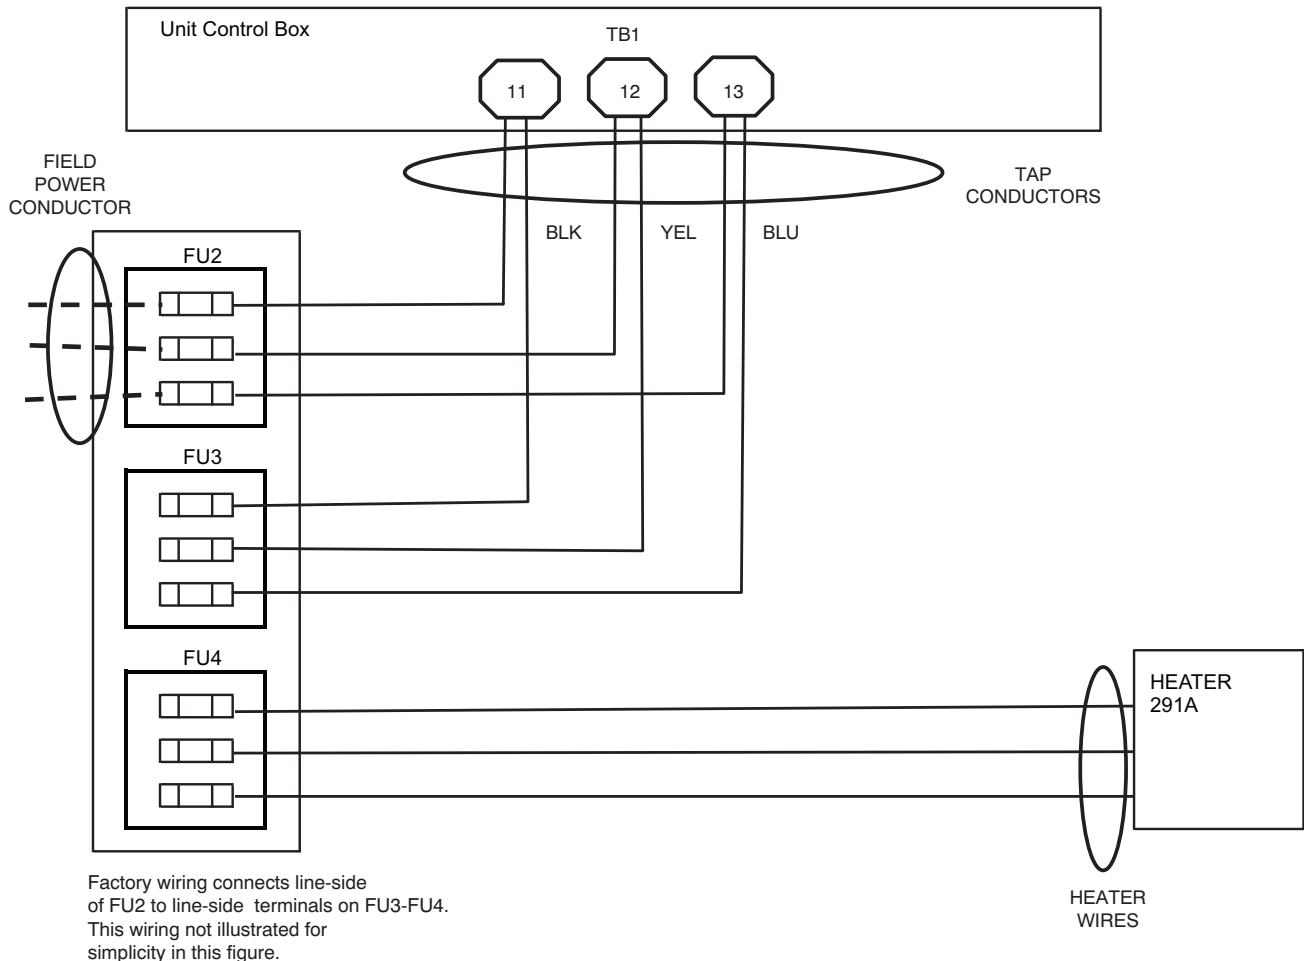 Unit Control Box
TB1
11
12
13
FIELD
POWER
CONDUCTOR
TAP
CONDUCTORS
BLK
YEL
BLU
FU2
FU3
FU4
HEATER
291A
HEATER
WIRES
Factory wiring connects line-side
of FU2 to line-side terminals on FU3-FU4.
This wiring not illustrated for
simplicity in this figure.